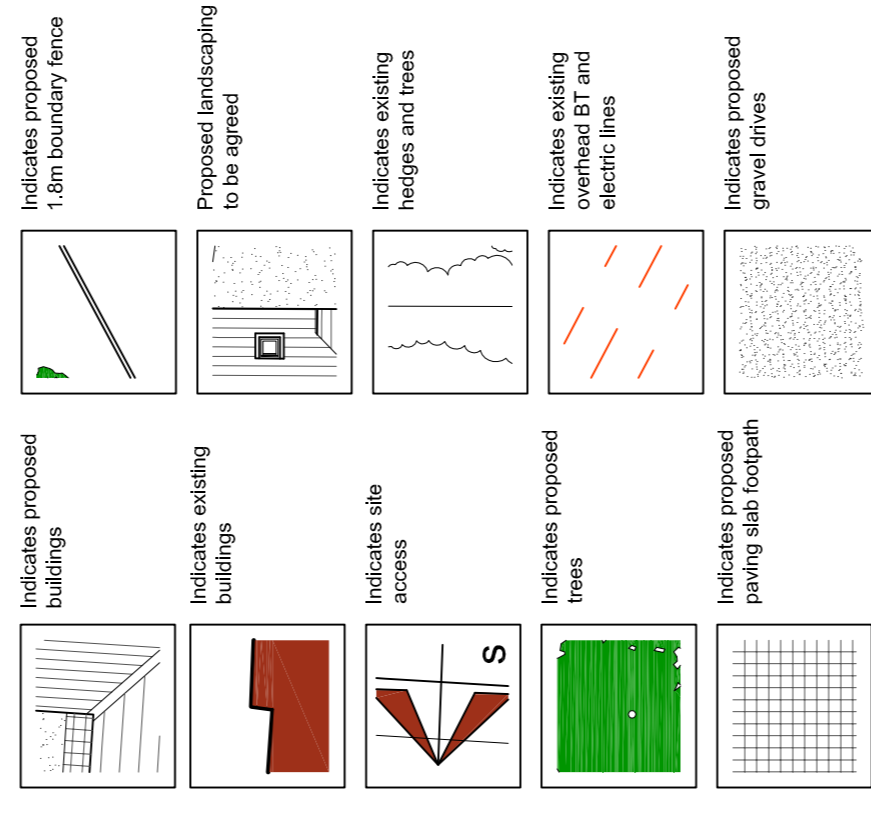 Indicates proposed
buildings
Indicates existing
buildings
Indicates site
access
S
Indicates proposed
trees
Indicates proposed
paving slab footpath
Indicates proposed
1.8m boundary fence
Proposed landscaping
to be agreed
Indicates existing
hedges and trees
Indicates existing
overhead BT and
electric lines
Indicates proposed
gravel drives